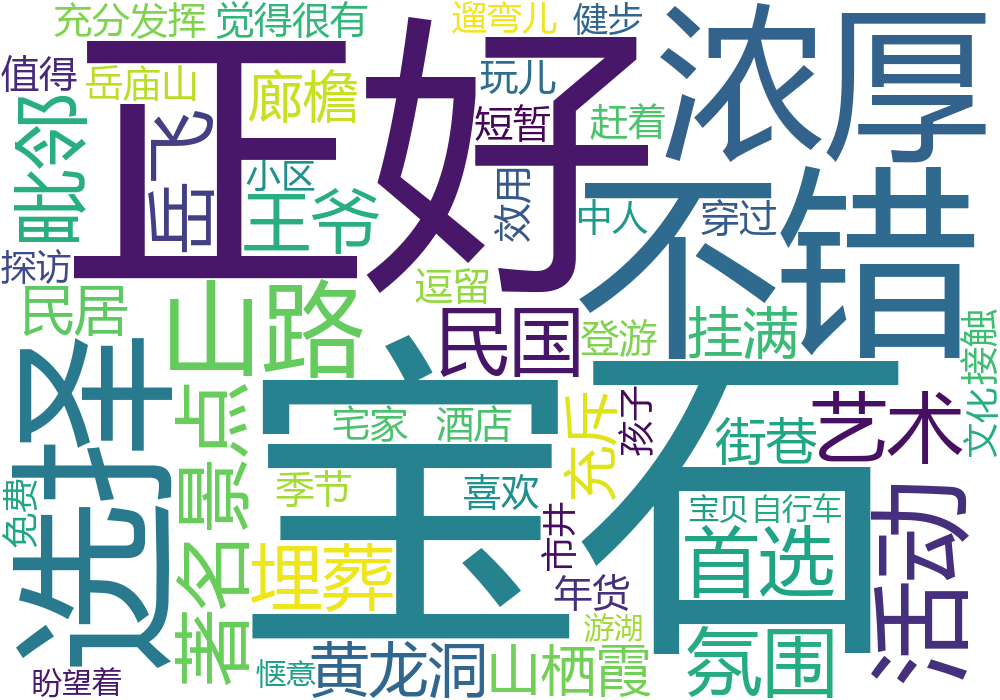 充分发挥
觉得很有
遛弯儿
健步
正好
浓厚
值得
岳庙山
廊檐
玩儿
毗邻
岳飞
短暂
赶着
小区
王爷
效用
不错
中人
穿过
探访
逗留
民居
山路
民国
登游
挂满
文化接触
选择
著名景点
宝石
宅家
酒店
充斥
孩子
街巷
艺术
免费
季节
喜欢
市井
宝贝
自行车
活动
埋葬
首选
年货
游湖
氛围
盼望着
惬意
黄龙洞
山栖霞